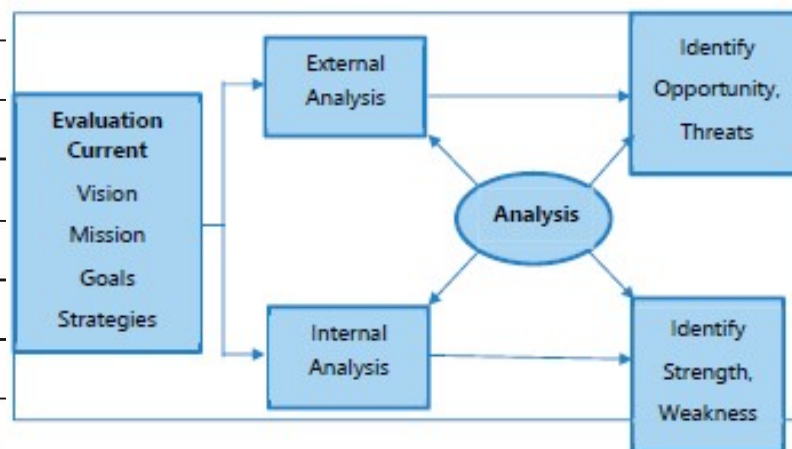 Evaluation
Current
Vision
Mission
Goals
Strategies
External
Analysis
Identify
Opportunity,
Threats
Analysis
Internal
Analysis
Identify
Strength,
Weakness